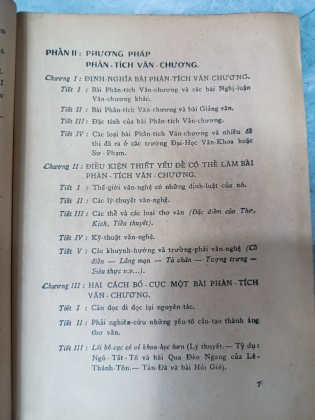 PHẦN II : PHƯƠNG PHÁP
PHÂN-TÍCH VĂN-CHƯƠNG.
Chương I : ĐỊNH-NGHĨA BÀI PHÂN-TÍCH VĂN-CHƯƠNG.
Tiết I : Bài Phân-tích Văn-chương và các bài Nghị-luận
Văn-chương khác.
Tiết II : Bài Phân-tích Văn-chương và bài Giảng văn.
Tiết III : Đặc tính của bài Phân-tích Văn-chương.
Tiết IV : Các loại bài Phân-tích Văn-chương và nhiều đề
thi đã ra ở các trường Đại-Học Văn-Khoa hoặc
Sư-Phạm.
Chương II : ĐIỀU KIỆN THIẾT YẾU ĐỂ CÓ THỂ LÀM BÀI
PHÂN-TÍCH VĂN-CHƯƠNG.
Tiết I : Thế-giới văn-nghệ có những định-luật của nó.
Tiết II : Các lý-thuyết văn-nghệ.
Tiết III : Các thể và các loại thơ văn (Đặc điểm của Thơ,
Kịch, Tiểu thuyết).
Tiết IV : Kỹ-thuật văn-nghệ.
Tiết V : Các khuynh-hướng và trường-phái văn-nghệ (Cổ
điển — Lãng mạn — Tả chân — Tượng trưng —
Siêu thực v.v...).
Chương III : HAI CÁCH BỐ-CỤC MỘT BÀI PHÂN-TÍCH
VĂN-CHƯƠNG.
Tiết I : Cần đọc đi đọc lại nguyên-tác.
Tiết II : Phải nghiên-cứu những yếu-tố cấu-tạo thành áng
thơ văn.
Tiết III : Lối bố-cục có vẻ khoa-học hơn (Lý thuyết.— Tỷ dụ :
Ngô-Tất-Tố và bài Qua Đèo Ngang của Lê-
Thánh-Tôn.— Tản-Đà và bài Hỏi Gió).
7